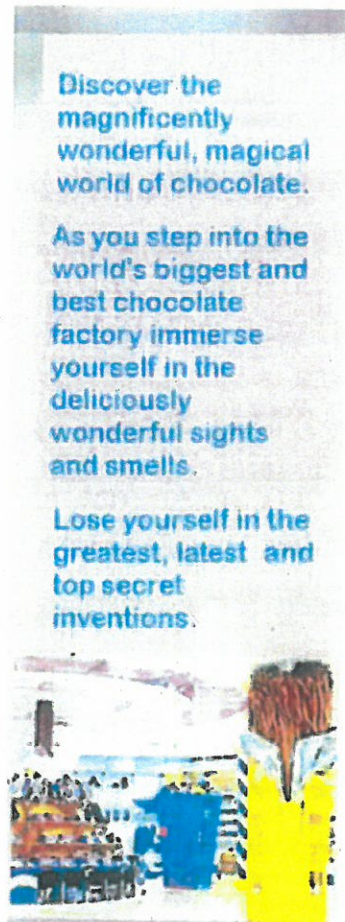 Discover the
magnificently
wonderful, magical
world of chocolate.
As you step into the
world's biggest and
best chocolate
factory immerse
yourself in the
deliciously
wonderful sights
and smells.
Lose yourself in the
greatest, latest and
top secret
inventions.